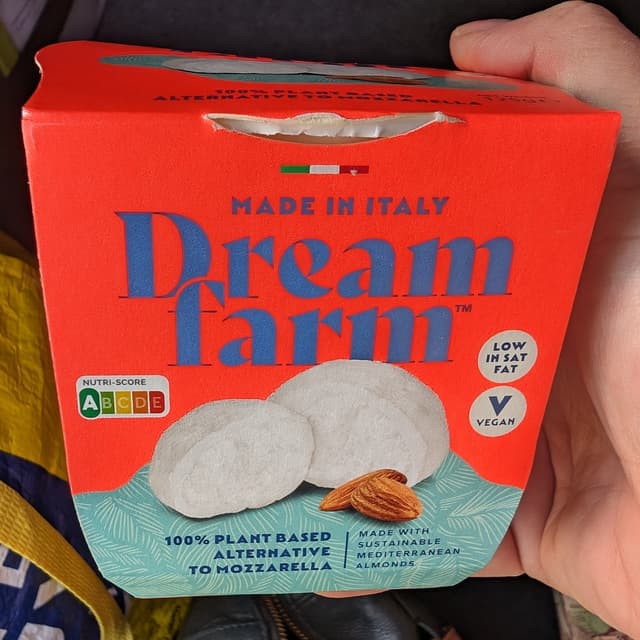 100% PLANT BASED
ALTERNATIVE TO MOZZARELLA
MADE IN ITALY
Dream
farm™
LOW
IN SAT
FAT
NUTRI-SCORE
ABCDE
V
VEGAN
100% PLANT BASED
ALTERNATIVE
TO MOZZARELLA
MADE WITH
SUSTAINABLE
MEDITERRANEAN
ALMONDS